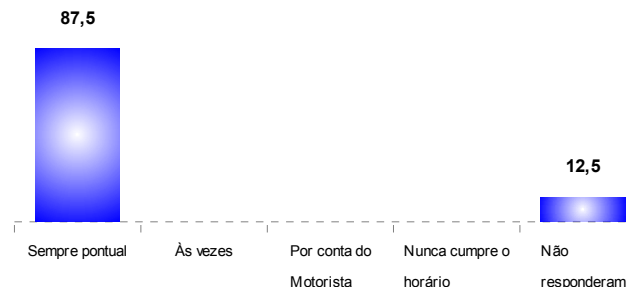 87,5
12,5
Sempre pontual
Às vezes
Por conta do
Motorista
Nunca cumpre o
horário
Não
responderam